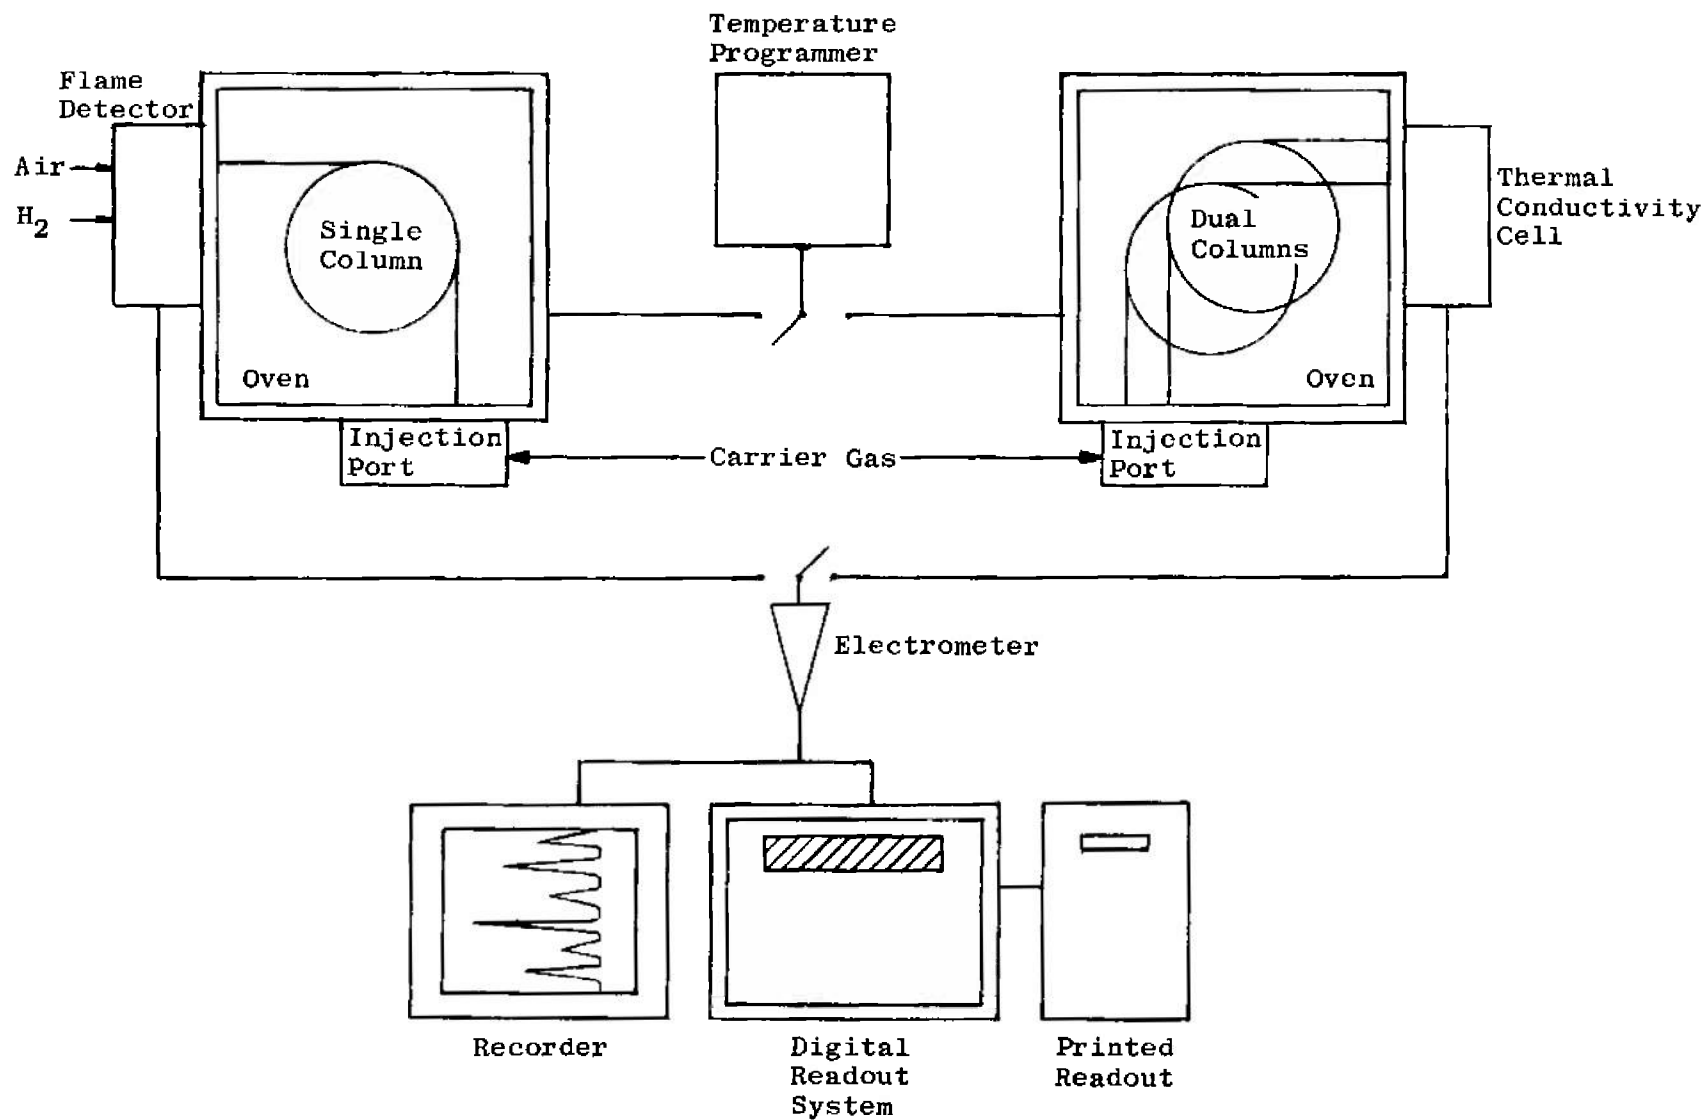 Temperature
Programmer
Flame
Detector
Air
H2
Single
Column
Oven
Dual
Columns
Oven
Thermal
Conductivity
Cell
Injection
Port
Carrier Gas
Injection
Port
Electrometer
Recorder
Digital
Readout
System
Printed
Readout